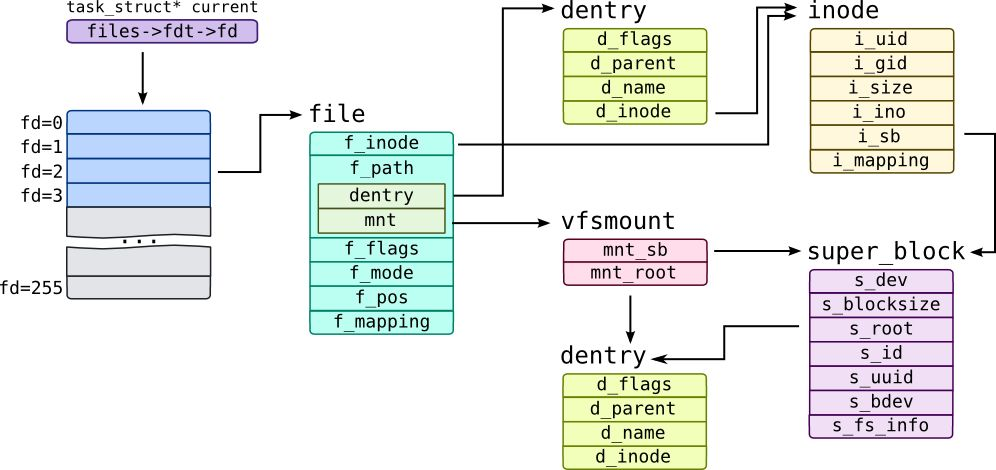 task_struct* current
files->fdt->fd
fd=0
fd=1
fd=2
fd=3
...
fd=255
file
f_inode
f_path
dentry
mnt
f_flags
f_mode
f_pos
f_mapping
dentry
d_flags
d_parent
d_name
d_inode
vfsmount
mnt_sb
mnt_root
dentry
d_flags
d_parent
d_name
d_inode
inode
i_uid
i_gid
i_size
i_ino
i_sb
i_mapping
super_block
s_dev
s_blocksize
s_root
s_id
s_uuid
s_bdev
s_fs_info